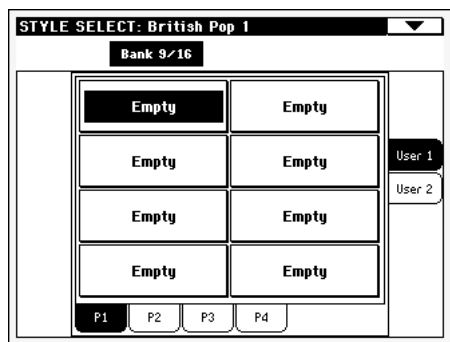 STYLE SELECT: British Pop 1
Bank 9/16
Empty Empty
Empty Empty User 1
User 2
Empty Empty
Empty Empty
P1 P2 P3 P4